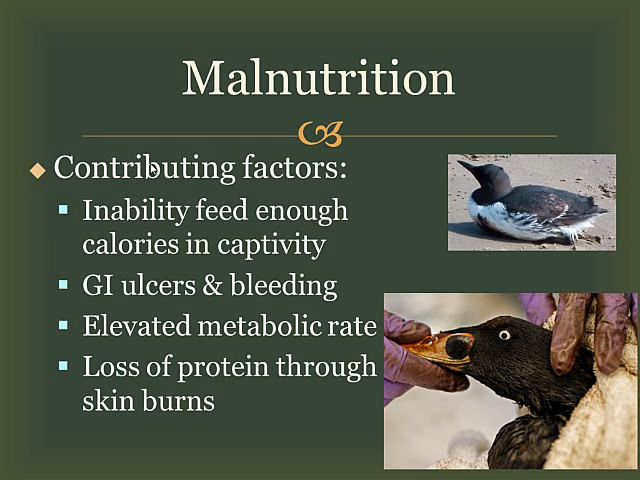 Malnutrition
Contributing factors:
Inability feed enough
calories in captivity
GI ulcers & bleeding
Elevated metabolic rate
Loss of protein through
skin burns